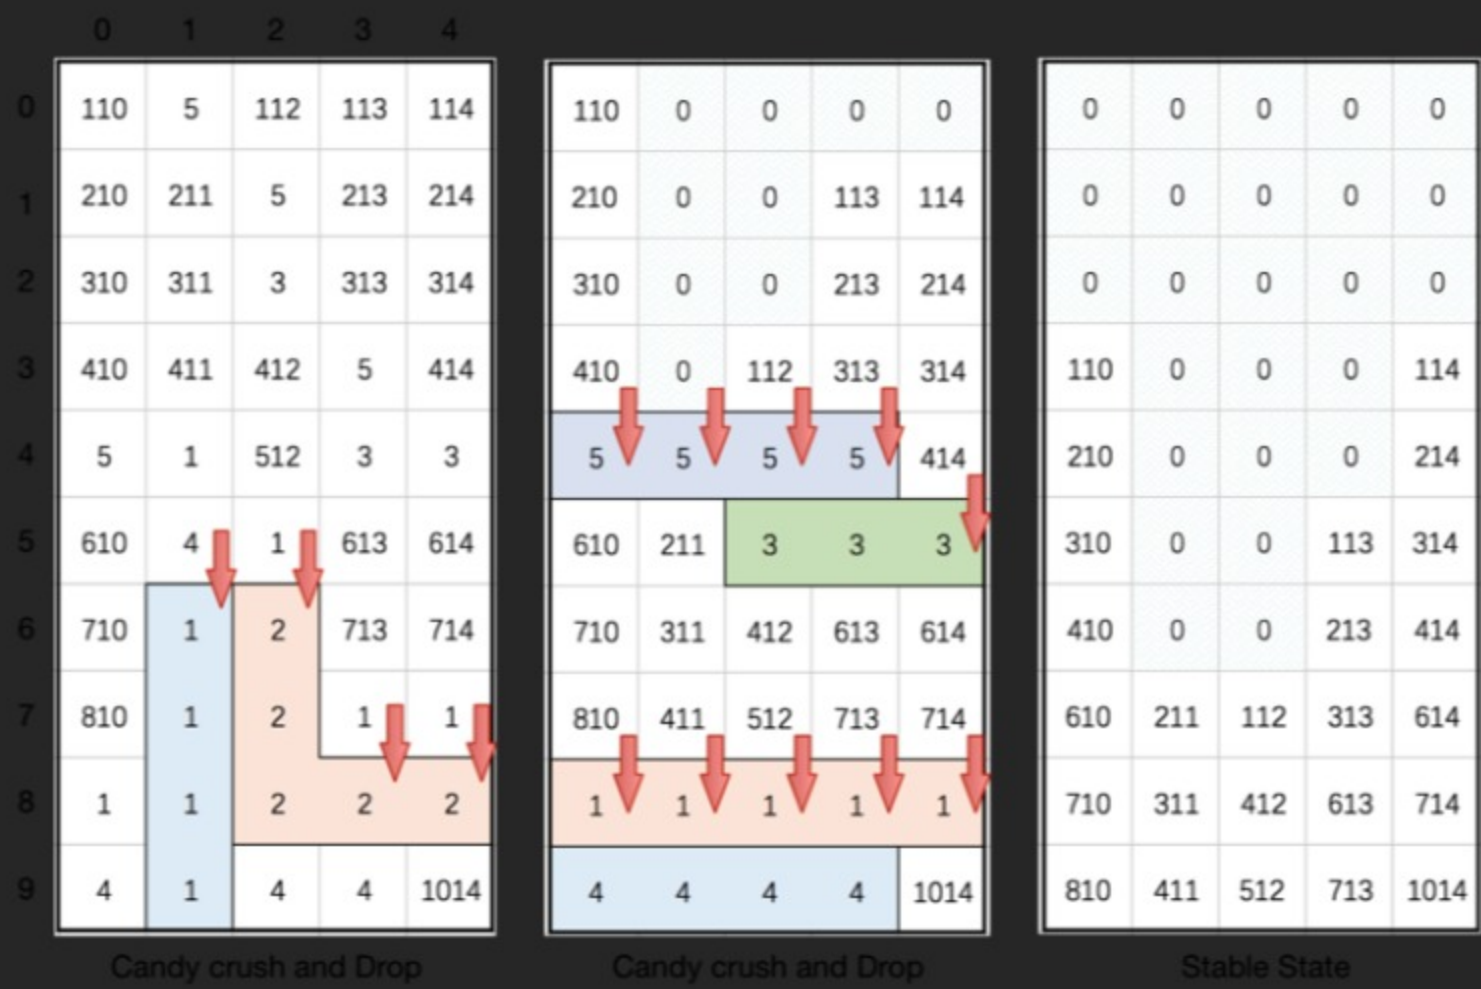 0 1 2 3 4
0 110 5 112 113 114 110 0 0 0 0 0 0 0 0 0
1 210 211 5 213 214 210 0 0 113 114 0 0 0 0 0
2 310 311 3 313 314 310 0 0 213 214 0 0 0 0 0
3 410 411 412 5 414 410 0 112 313 314 110 0 0 0 114
4 5 1 512 3 3 5 5 5 5 414 210 0 0 0 214
5 610 4 1 613 614 610 211 3 3 3 310 0 0 113 314
6 710 1 2 713 714 710 311 412 613 614 410 0 0 213 414
7 810 1 2 1 1 810 411 512 713 714 610 211 112 313 614
8 1 1 2 2 2 1 1 1 1 1 710 311 412 613 714
9 4 1 4 4 1014 4 4 4 4 1014 810 411 512 713 1014
Candy crush and Drop Candy crush and Drop Stable State